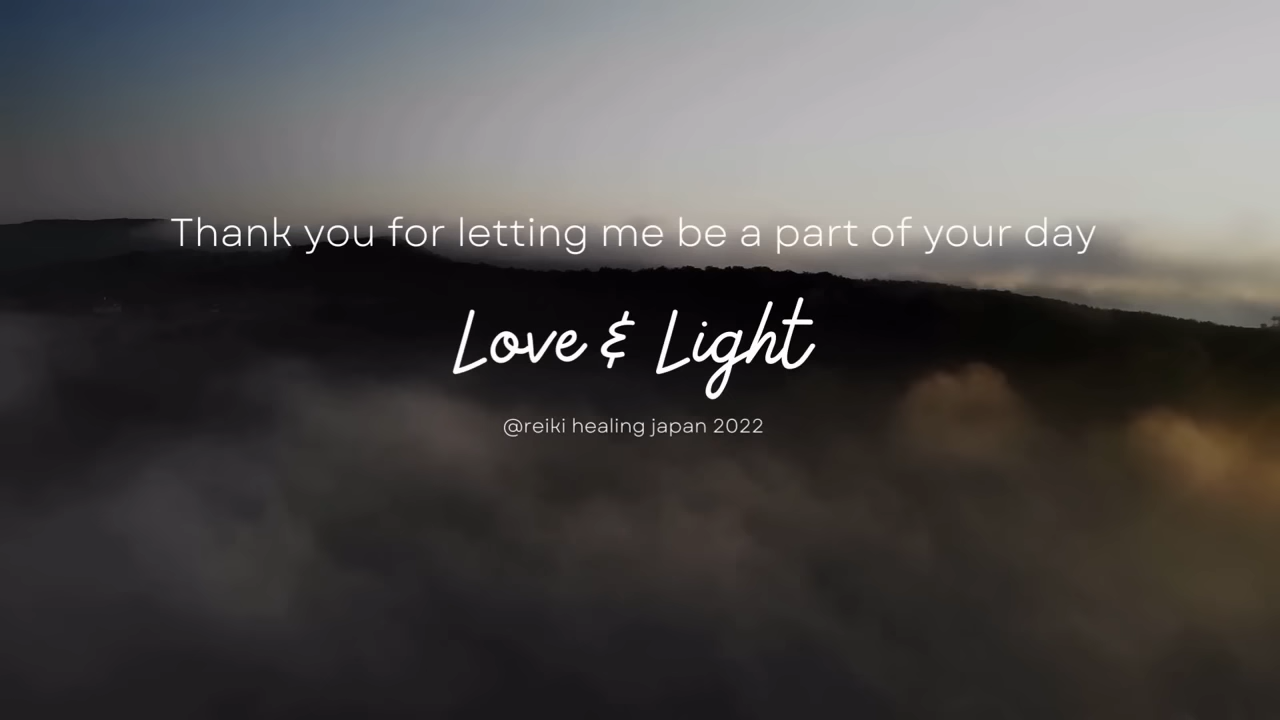 Thank you for letting me be a part of your day
Love & Light
@reiki healing japan 2022